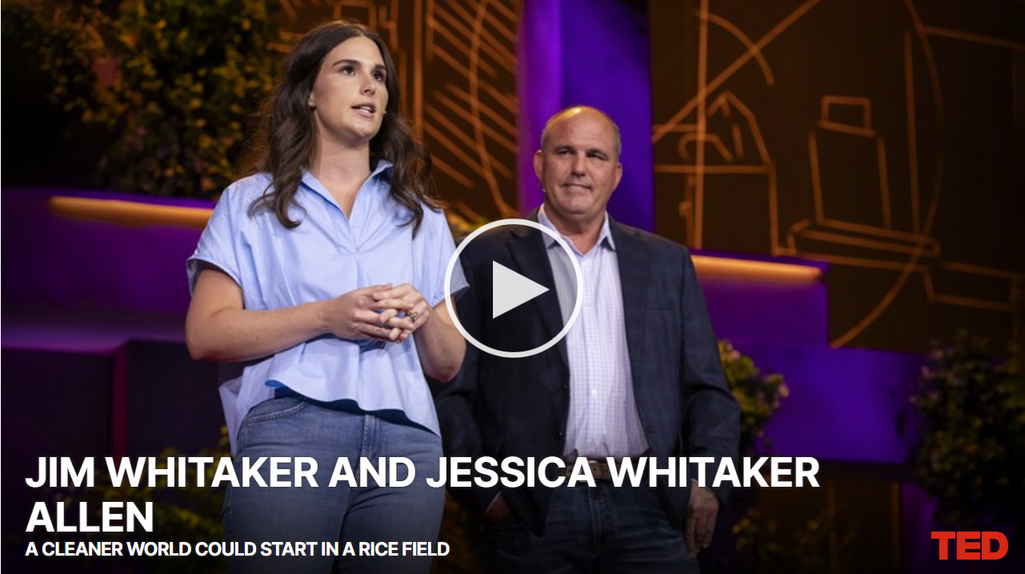 JIM WHITAKER AND JESSICA WHITAKER
ALLEN
A CLEANER WORLD COULD START IN A RICE FIELD
TED